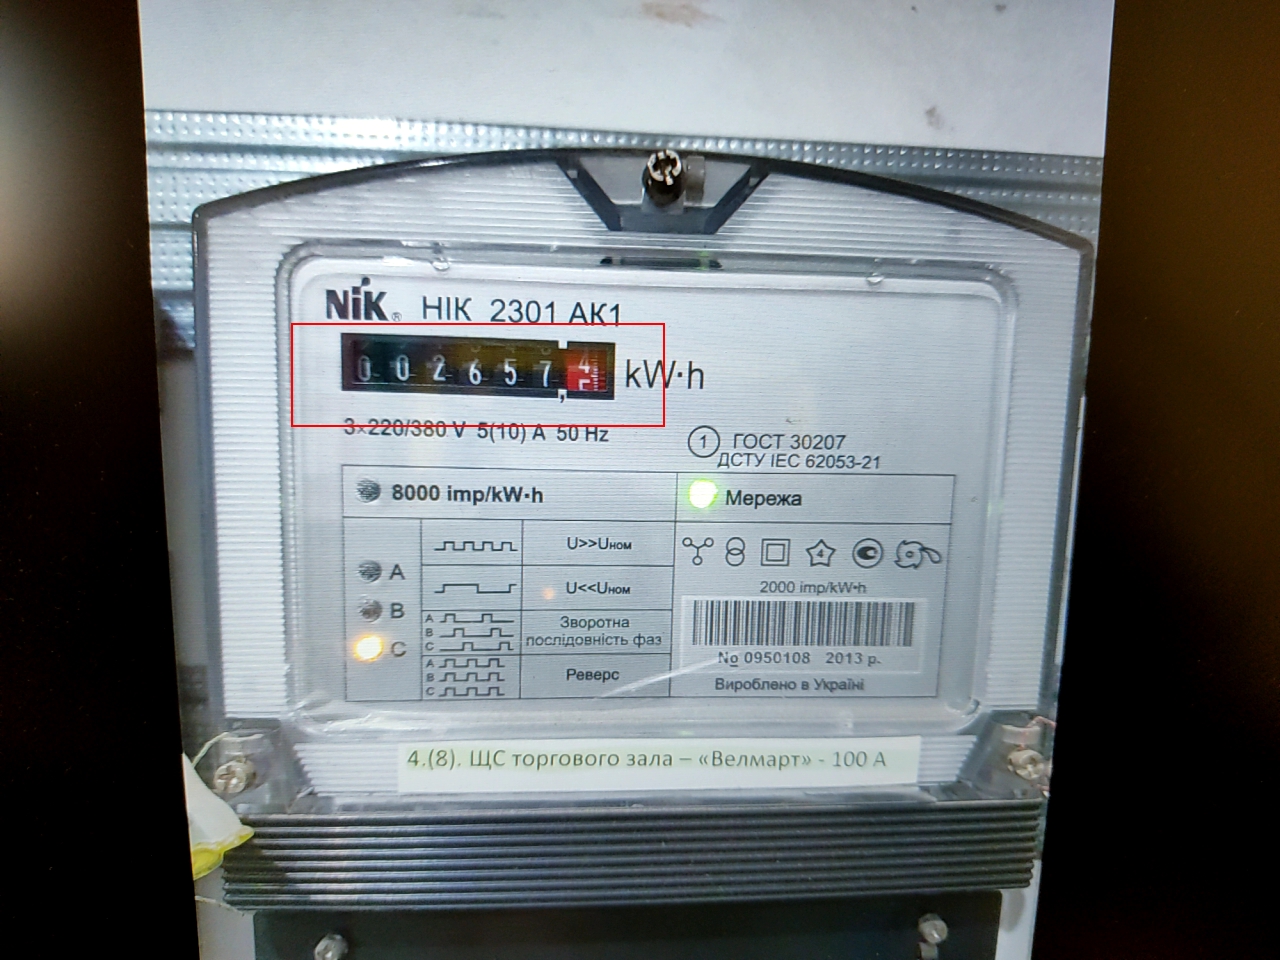 NiK® НІК 2301 АК1
002657,4 kW·h
3×220/380 V 5(10) A 50 Hz
1 ГОСТ 30207
ДСТУ IEC 62053-21
8000 imp/kW·h
Мережа
A
B
C
U>>Uном
U<<Uном
A
B
C
Зворотна
послідовність фаз
A
B
C
Реверс
4
2000 imp/kW·h
№ 0950108 2013 р.
Вироблено в Україні
4.(8). ЩС торгового зала – «Велмарт» - 100 А